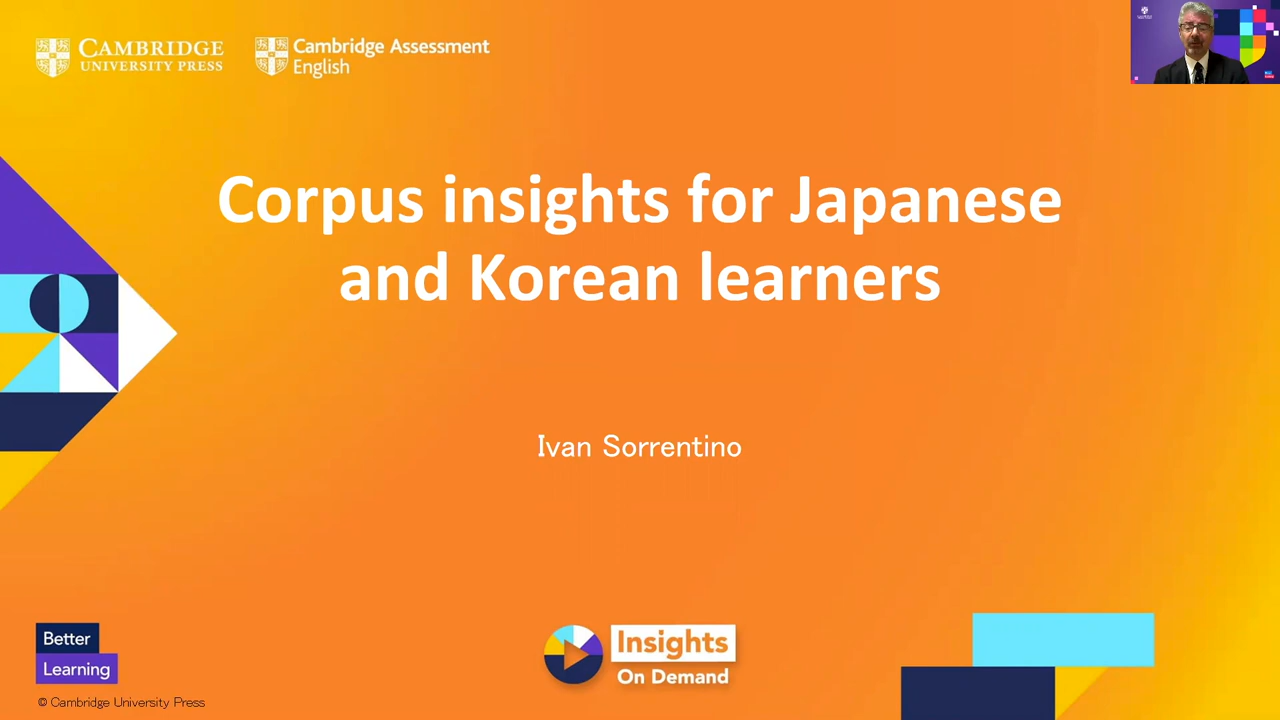 CAMBRIDGE
UNIVERSITY PRESS
Cambridge Assessment
English
Corpus insights for Japanese
and Korean learners
Ivan Sorrentino
Better
Learning
Insights
On Demand
© Cambridge University Press